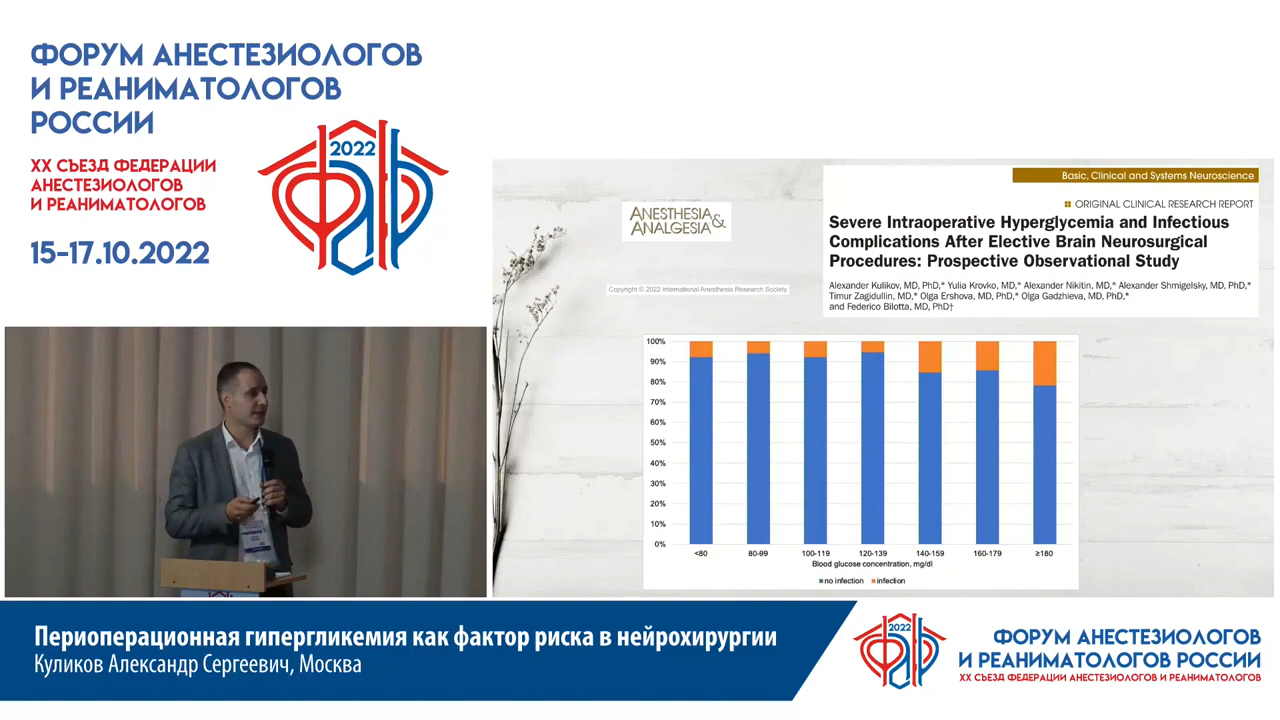 ФОРУМ АНЕСТЕЗИОЛОГОВ
И РЕАНИМАТОЛОГОВ
РОССИИ
XX СЪЕЗД ФЕДЕРАЦИИ
АНЕСТЕЗИОЛОГОВ
И РЕАНИМАТОЛОГОВ
15-17.10.2022
2022
ФАР
ANESTHESIA &
ANALGESIA
Copyright © 2022 International Anesthesia Research Society
Basic, Clinical and Systems Neuroscience
ORIGINAL CLINICAL RESEARCH REPORT
Severe Intraoperative Hyperglycemia and Infectious
Complications After Elective Brain Neurosurgical
Procedures: Prospective Observational Study
Alexander Kulikov, MD, PhD,* Yulia Krovko, MD,* Alexander Nikitin, MD,* Alexander Shmigelsky, MD, PhD,*
Timur Zagidullin, MD,* Olga Ershova, MD, PhD,* Olga Gadzhieva, MD, PhD,*
and Federico Bilotta, MD, PhD†
100%
90%
80%
70%
60%
50%
40%
30%
20%
10%
0%
<80 80-99 100-119 120-139 140-159 160-179 ≥180
Blood glucose concentration, mg/dl
no infection infection
Периоперационная гипергликемия как фактор риска в нейрохирургии
Куликов Александр Сергеевич, Москва
2022
ФАР
ФОРУМ АНЕСТЕЗИОЛОГОВ
И РЕАНИМАТОЛОГОВ РОССИИ
XX СЪЕЗД ФЕДЕРАЦИИ АНЕСТЕЗИОЛОГОВ И РЕАНИМАТОЛОГОВ